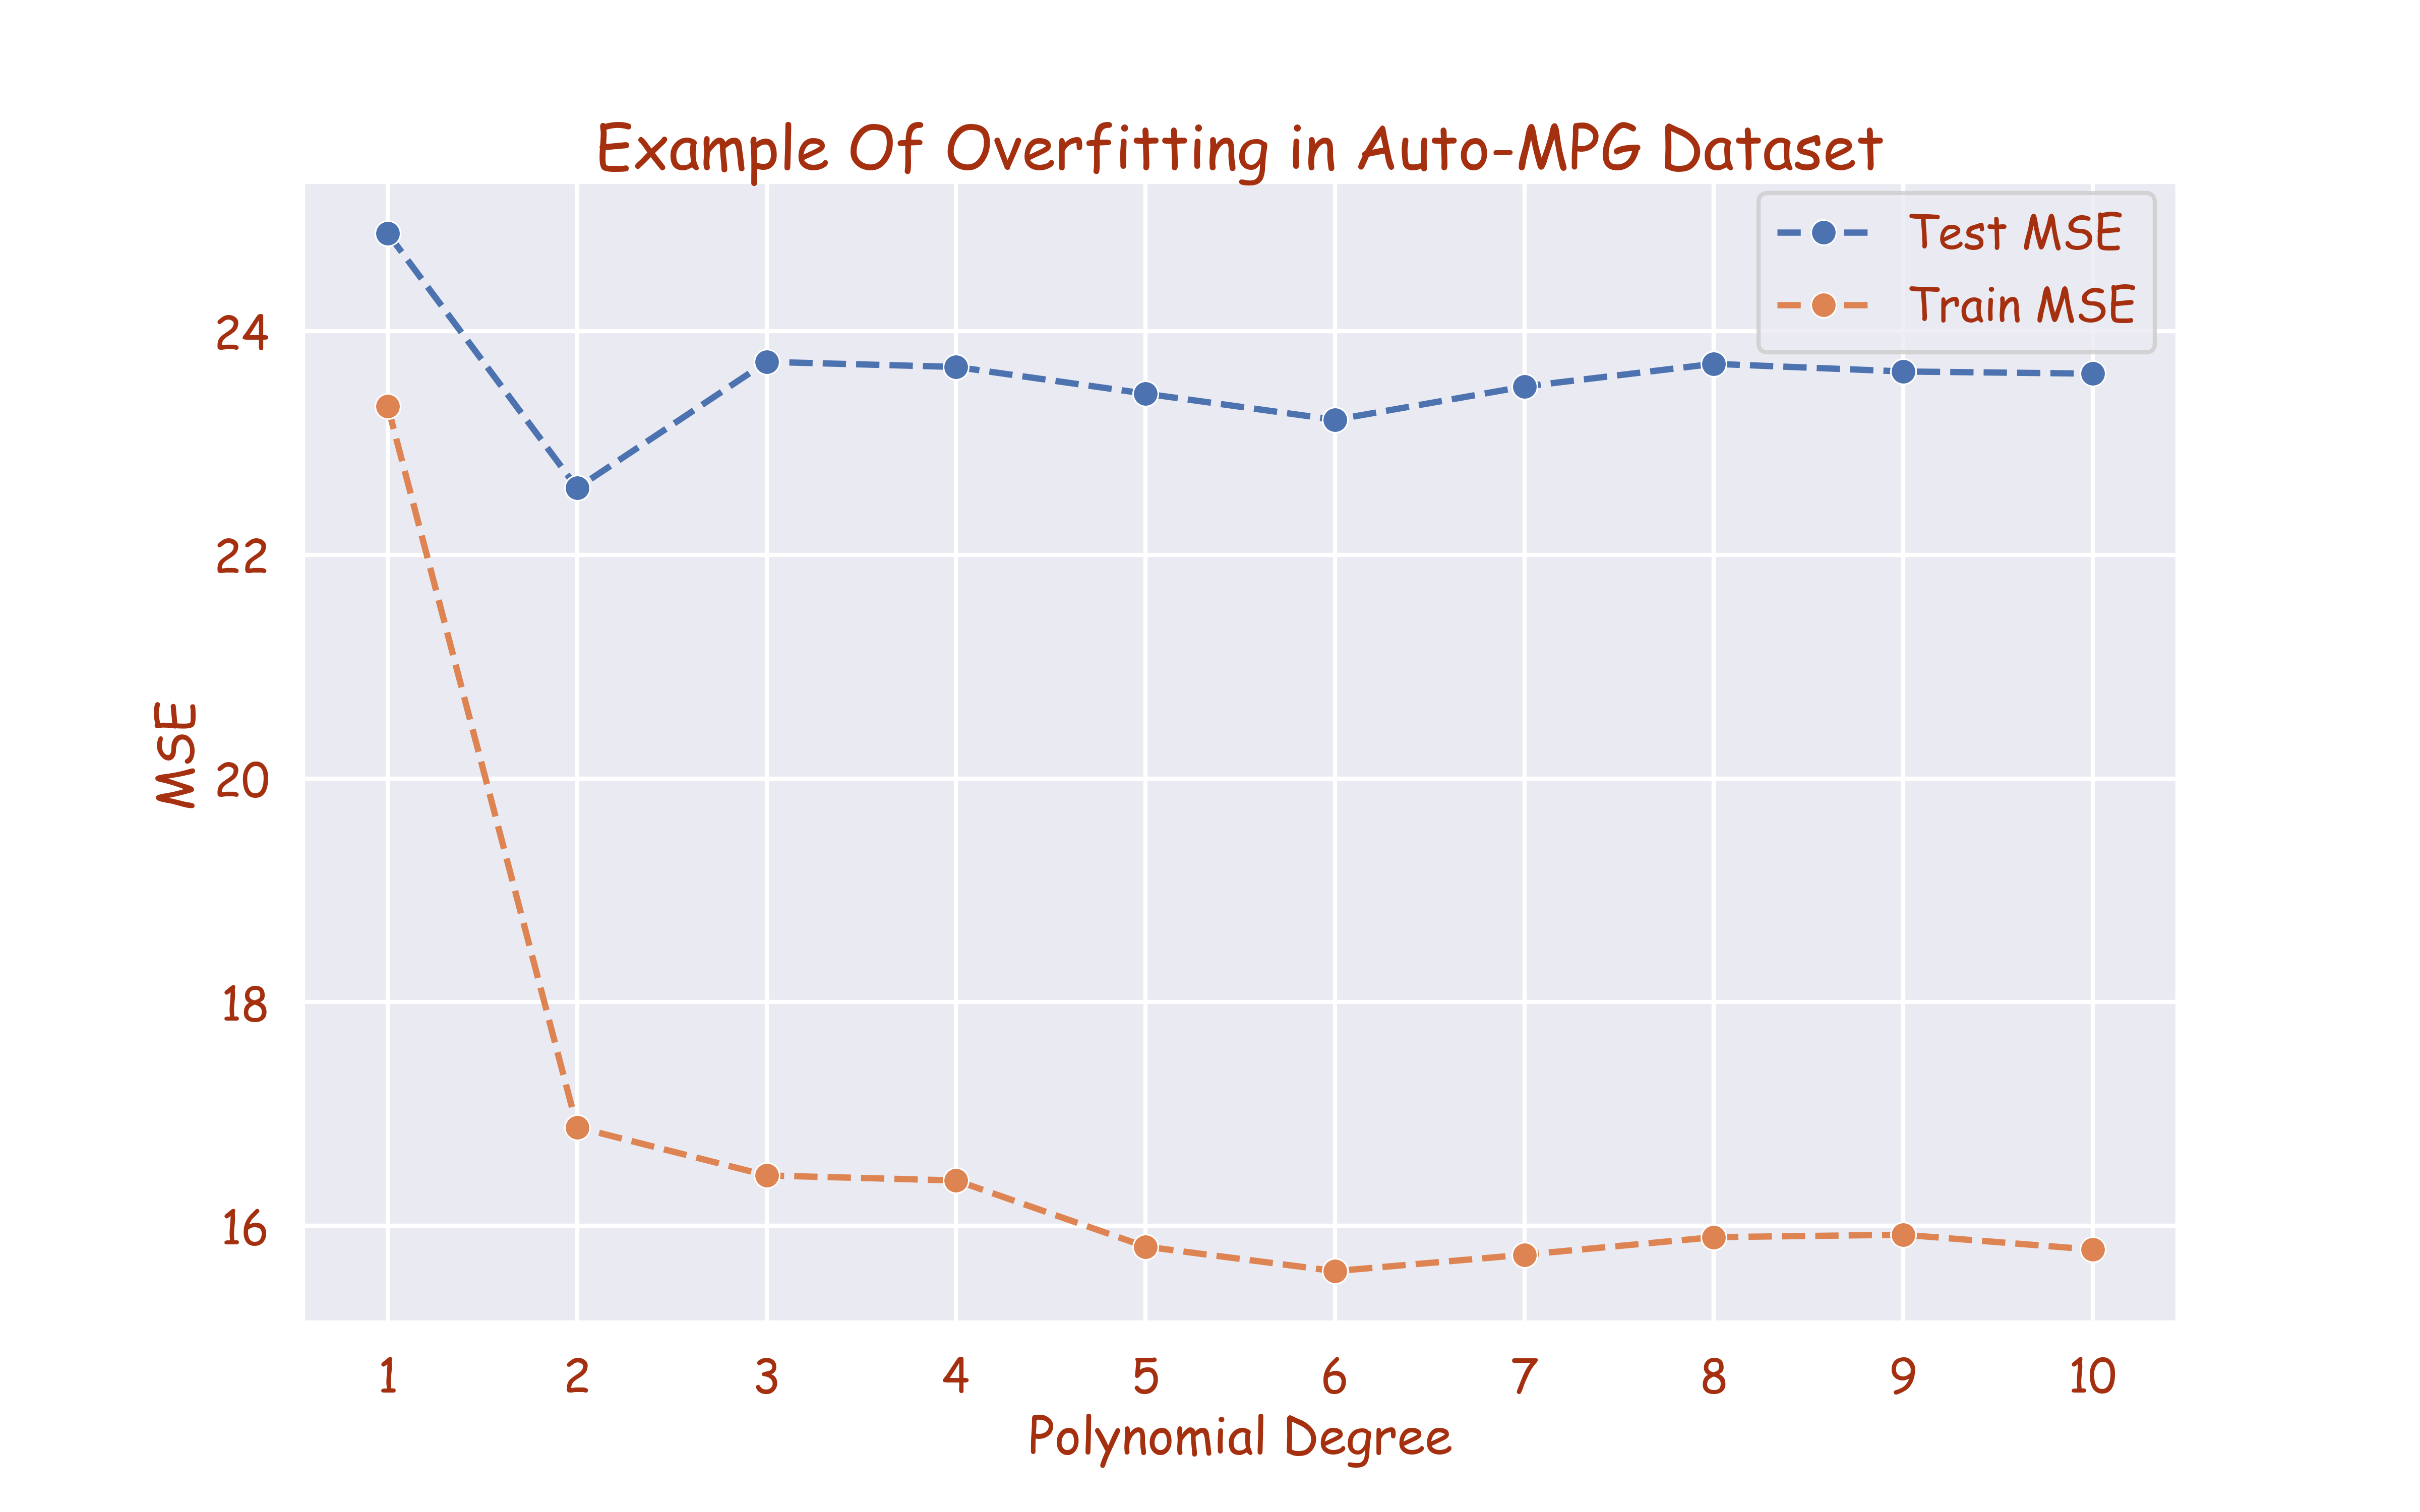 Example Of Overfitting in Auto-MPG Dataset
Test MSE
Train MSE
24
22
20
18
16
MSE
1 2 3 4 5 6 7 8 9 10
Polynomial Degree